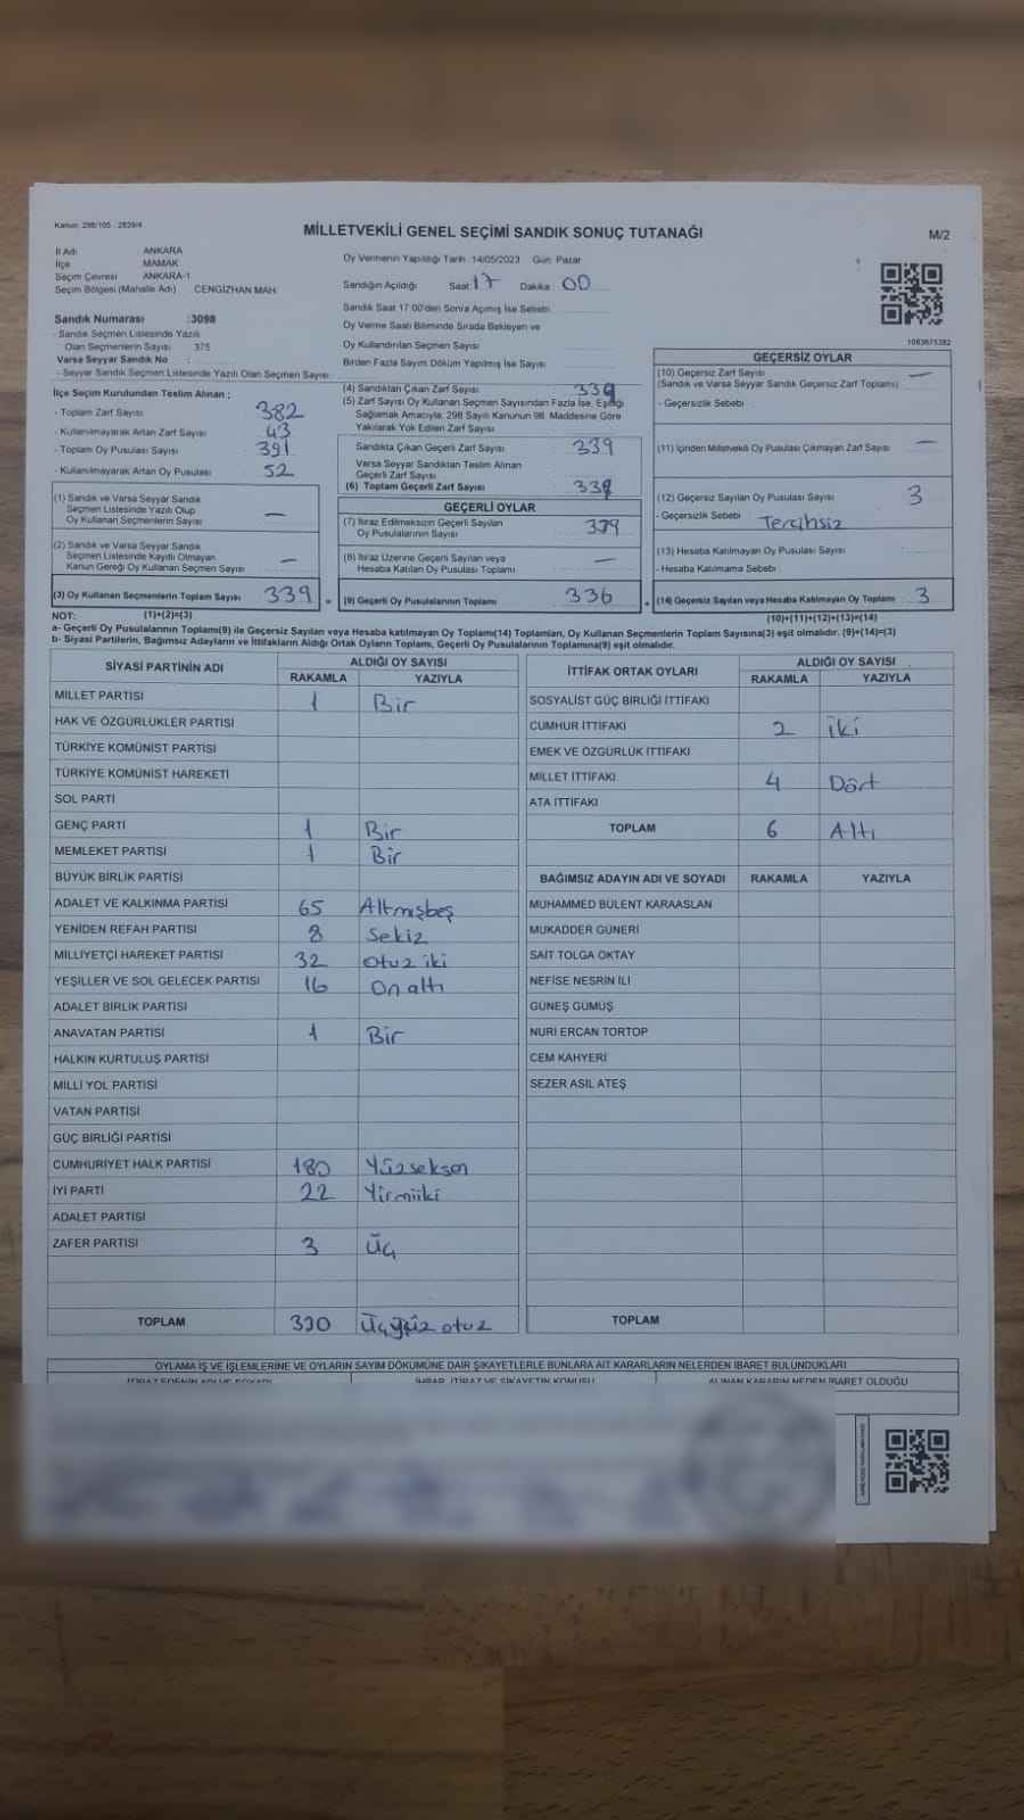 Kanun: 298/105 - 2839/4
MİLLETVEKİLİ GENEL SEÇİMİ SANDIK SONUÇ TUTANAĞI
M/2
İl Adı ANKARA
İlçe MAMAK
Seçim Çevresi ANKARA-1
Seçim Bölgesi (Mahalle Adı) CENGİZHAN MAH.
Oy Vermenin Yapıldığı Tarih :14/05/2023 Gün: Pazar
Sandığın Açıldığı Saat 17 Dakika 00
Sandık Saat 17:00'den Sonra Açılmış İse Sebebi
Oy Verme Saati Bitiminde Sırada Bekleyen ve
Oy Kullandırılan Seçmen Sayısı
Birden Fazla Sayım Döküm Yapılmış İse Sayısı
Sandık Numarası :3098
- Sandık Seçmen Listesinde Yazılı
Olan Seçmenlerin Sayısı 375
Varsa Seyyar Sandık No :
- Seyyar Sandık Seçmen Listesinde Yazılı Olan Seçmen Sayısı
İlçe Seçim Kurulundan Teslim Alınan ;
- Toplam Zarf Sayısı 382
- Kullanılmayarak Artan Zarf Sayısı 43
- Toplam Oy Pusulası Sayısı 391
- Kullanılmayarak Artan Oy Pusulası 52
(1) Sandık ve Varsa Seyyar Sandık
Seçmen Listesinde Yazılı Olup
Oy Kullanan Seçmenlerin Sayısı —
(2) Sandık ve Varsa Seyyar Sandık
Seçmen Listesinde Kayıtlı Olmayan
Kanun Gereği Oy Kullanan Seçmen Sayısı —
(3) Oy Kullanan Seçmenlerin Toplam Sayısı 339
(4) Sandıktan Çıkan Zarf Sayısı 339
(5) Zarf Sayısı Oy Kullanan Seçmen Sayısından Fazla İse, Eşitliği
Sağlamak Amacıyla, 298 Sayılı Kanunun 98. Maddesine Göre
Yakılarak Yok Edilen Zarf Sayısı
Sandıkta Çıkan Geçerli Zarf Sayısı 339
Varsa Seyyar Sandıktan Teslim Alınan
Geçerli Zarf Sayısı
(6) Toplam Geçerli Zarf Sayısı 339
GEÇERLİ OYLAR
(7) İtiraz Edilmeksizin Geçerli Sayılan
Oy Pusulalarının Sayısı
(8) İtiraz Üzerine Geçerli Sayılan veya
Hesaba Katılan Oy Pusulası Toplamı —
= (9) Geçerli Oy Pusulalarının Toplamı 336
1063675382
GEÇERSİZ OYLAR
(10) Geçersiz Zarf Sayısı
(Sandık ve Varsa Seyyar Sandık Geçersiz Zarf Toplamı) —
- Geçersizlik Sebebi
(11) İçinden Milletvekili Oy Pusulası Çıkmayan Zarf Sayısı —
(12) Geçersiz Sayılan Oy Pusulası Sayısı 3
- Geçersizlik Sebebi Tercihsiz
(13) Hesaba Katılmayan Oy Pusulası Sayısı
- Hesaba Katılmama Sebebi
+ (14) Geçersiz Sayılan veya Hesaba Katılmayan Oy Toplamı 3
NOT: (1)+(2)=(3)
(10)+(11)+(12)+(13)=(14)
a- Geçerli Oy Pusulalarının Toplamı(9) ile Geçersiz Sayılan veya Hesaba katılmayan Oy Toplamı(14) Toplamları, Oy Kullanan Seçmenlerin Toplam Sayısına(3) eşit olmalıdır. (9)+(14)=(3)
b- Siyasi Partilerin, Bağımsız Adayların ve İttifakların Aldığı Ortak Oyların Toplamı, Geçerli Oy Pusulalarının Toplamına(9) eşit olmalıdır.
SİYASİ PARTİNİN ADI ALDIĞI OY SAYISI
RAKAMLA YAZIYLA
MİLLET PARTİSİ 1 Bir
HAK VE ÖZGÜRLÜKLER PARTİSİ
TÜRKİYE KOMÜNİST PARTİSİ
TÜRKİYE KOMÜNİST HAREKETİ
SOL PARTİ
GENÇ PARTİ 1 Bir
MEMLEKET PARTİSİ 1 Bir
BÜYÜK BİRLİK PARTİSİ
ADALET VE KALKINMA PARTİSİ 65 Altmışbeş
YENİDEN REFAH PARTİSİ 8 Sekiz
MİLLİYETÇİ HAREKET PARTİSİ 32 otuz iki
YEŞİLLER VE SOL GELECEK PARTİSİ 16 on altı
ADALET BİRLİK PARTİSİ
ANAVATAN PARTİSİ 1 Bir
HALKIN KURTULUŞ PARTİSİ
MİLLİ YOL PARTİSİ
VATAN PARTİSİ
GÜÇ BİRLİĞİ PARTİSİ
CUMHURİYET HALK PARTİSİ 180 Yüzseksen
İYİ PARTİ 22 Yirmiiki
ADALET PARTİSİ
ZAFER PARTİSİ 3 Üç
TOPLAM 330 Üçyüz otuz
İTTİFAK ORTAK OYLARI ALDIĞI OY SAYISI
RAKAMLA YAZIYLA
SOSYALİST GÜÇ BİRLİĞİ İTTİFAKI
CUMHUR İTTİFAKI 2 iki
EMEK VE ÖZGÜRLÜK İTTİFAKI
MİLLET İTTİFAKI 4 Dört
ATA İTTİFAKI
TOPLAM 6 Altı
BAĞIMSIZ ADAYIN ADI VE SOYADI RAKAMLA YAZIYLA
MUHAMMED BÜLENT KARAASLAN
MUKADDER GÜNERİ
SAİT TOLGA OKTAY
NEFİSE NESRİN İLİ
GÜNEŞ GÜMÜŞ
NURİ ERCAN TORTOP
CEM KAHYERİ
SEZER ASIL ATEŞ
TOPLAM
OYLAMA İŞ VE İŞLEMLERİNE VE OYLARIN SAYIM DÖKÜMÜNE DAİR ŞİKAYETLERLE BUNLARA AİT KARARLARIN NELERDEN İBARET BULUNDUKLARI
İTİRAZ EDENİN ADI VE SOYADI İHBAR, İTİRAZ VE ŞİKAYETİN KONUSU ALINAN KARARIN NEDEN İBARET OLDUĞU